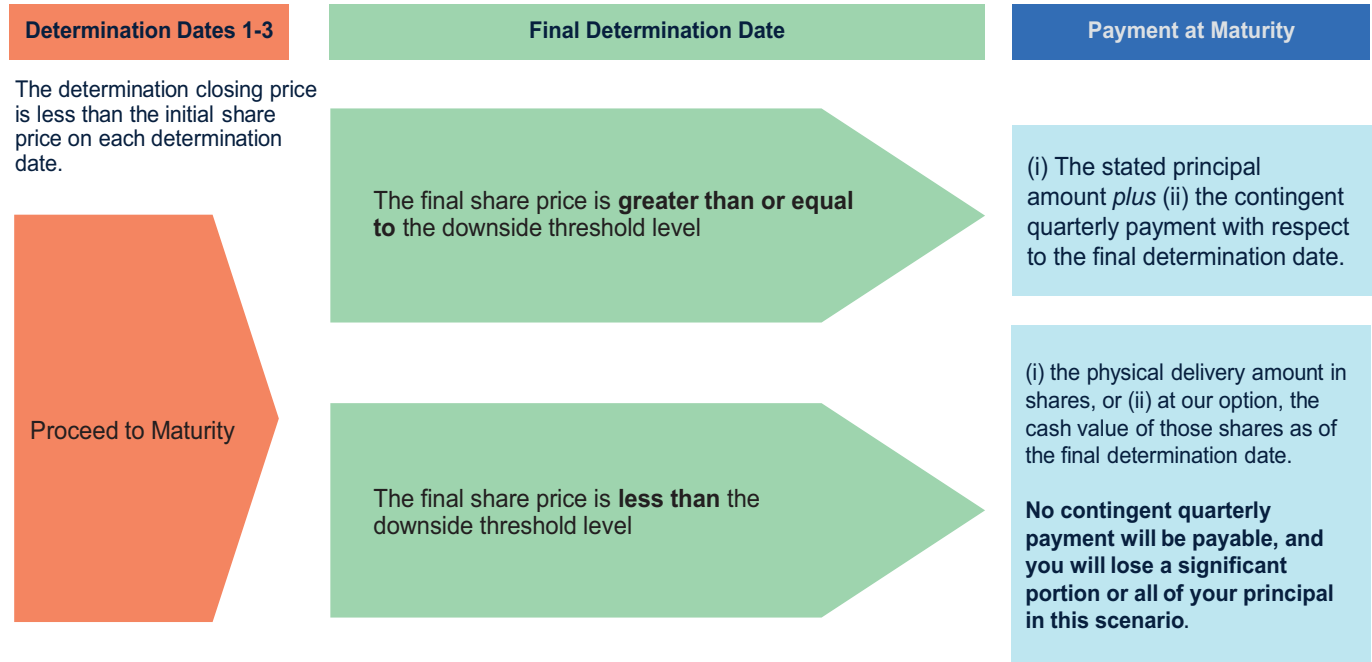 Determination Dates 1-3
Final Determination Date
Payment at Maturity
The determination closing price
is less than the initial share
price on each determination
date.
Proceed to Maturity
The final share price is greater than or equal
to the downside threshold level
(i) The stated principal
amount plus (ii) the contingent
quarterly payment with respect
to the final determination date.
The final share price is less than the
downside threshold level
(i) the physical delivery amount in
shares, or (ii) at our option, the
cash value of those shares as of
the final determination date.
No contingent quarterly
payment will be payable, and
you will lose a significant
portion or all of your principal
in this scenario.